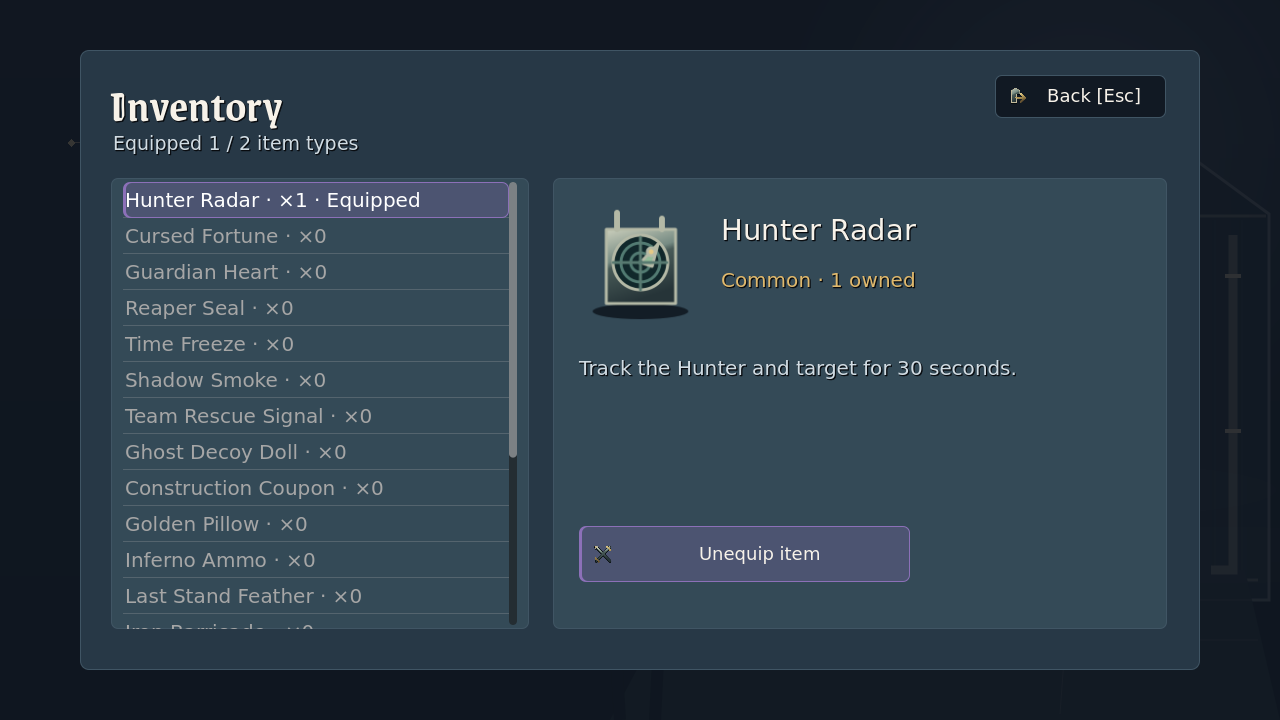 Inventory
Equipped 1 / 2 item types
Back [Esc]
Hunter Radar · ×1 · Equipped
Cursed Fortune · ×0
Guardian Heart · ×0
Reaper Seal · ×0
Time Freeze · ×0
Shadow Smoke · ×0
Team Rescue Signal · ×0
Ghost Decoy Doll · ×0
Construction Coupon · ×0
Golden Pillow · ×0
Inferno Ammo · ×0
Last Stand Feather · ×0
Hunter Radar
Common · 1 owned
Track the Hunter and target for 30 seconds.
Unequip item